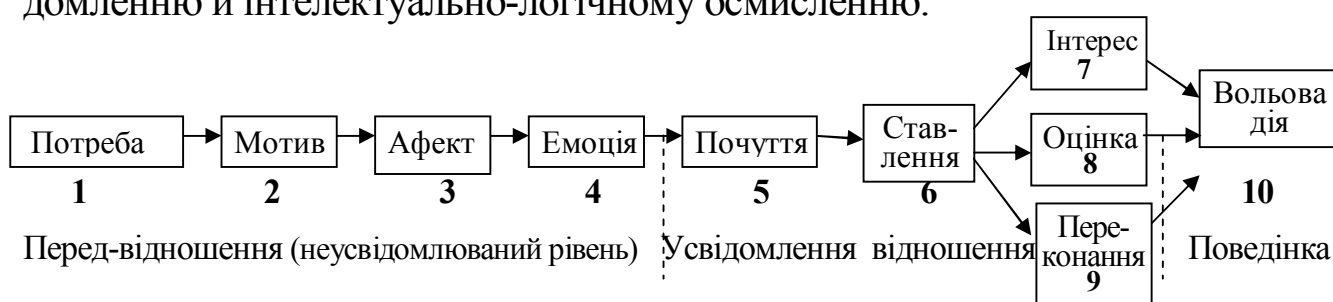 домленню й інтелектуально-логічному осмисленню.
Інтерес
7
Вольова
дія
10
Потреба
1
Мотив
2
Афект
3
Емоція
4
Почуття
5
Став-
лення
6
Оцінка
8
Пере-
конання
9
Перед-відношення (неусвідомлюваний рівень)
Усвідомлення відношення
Поведінка